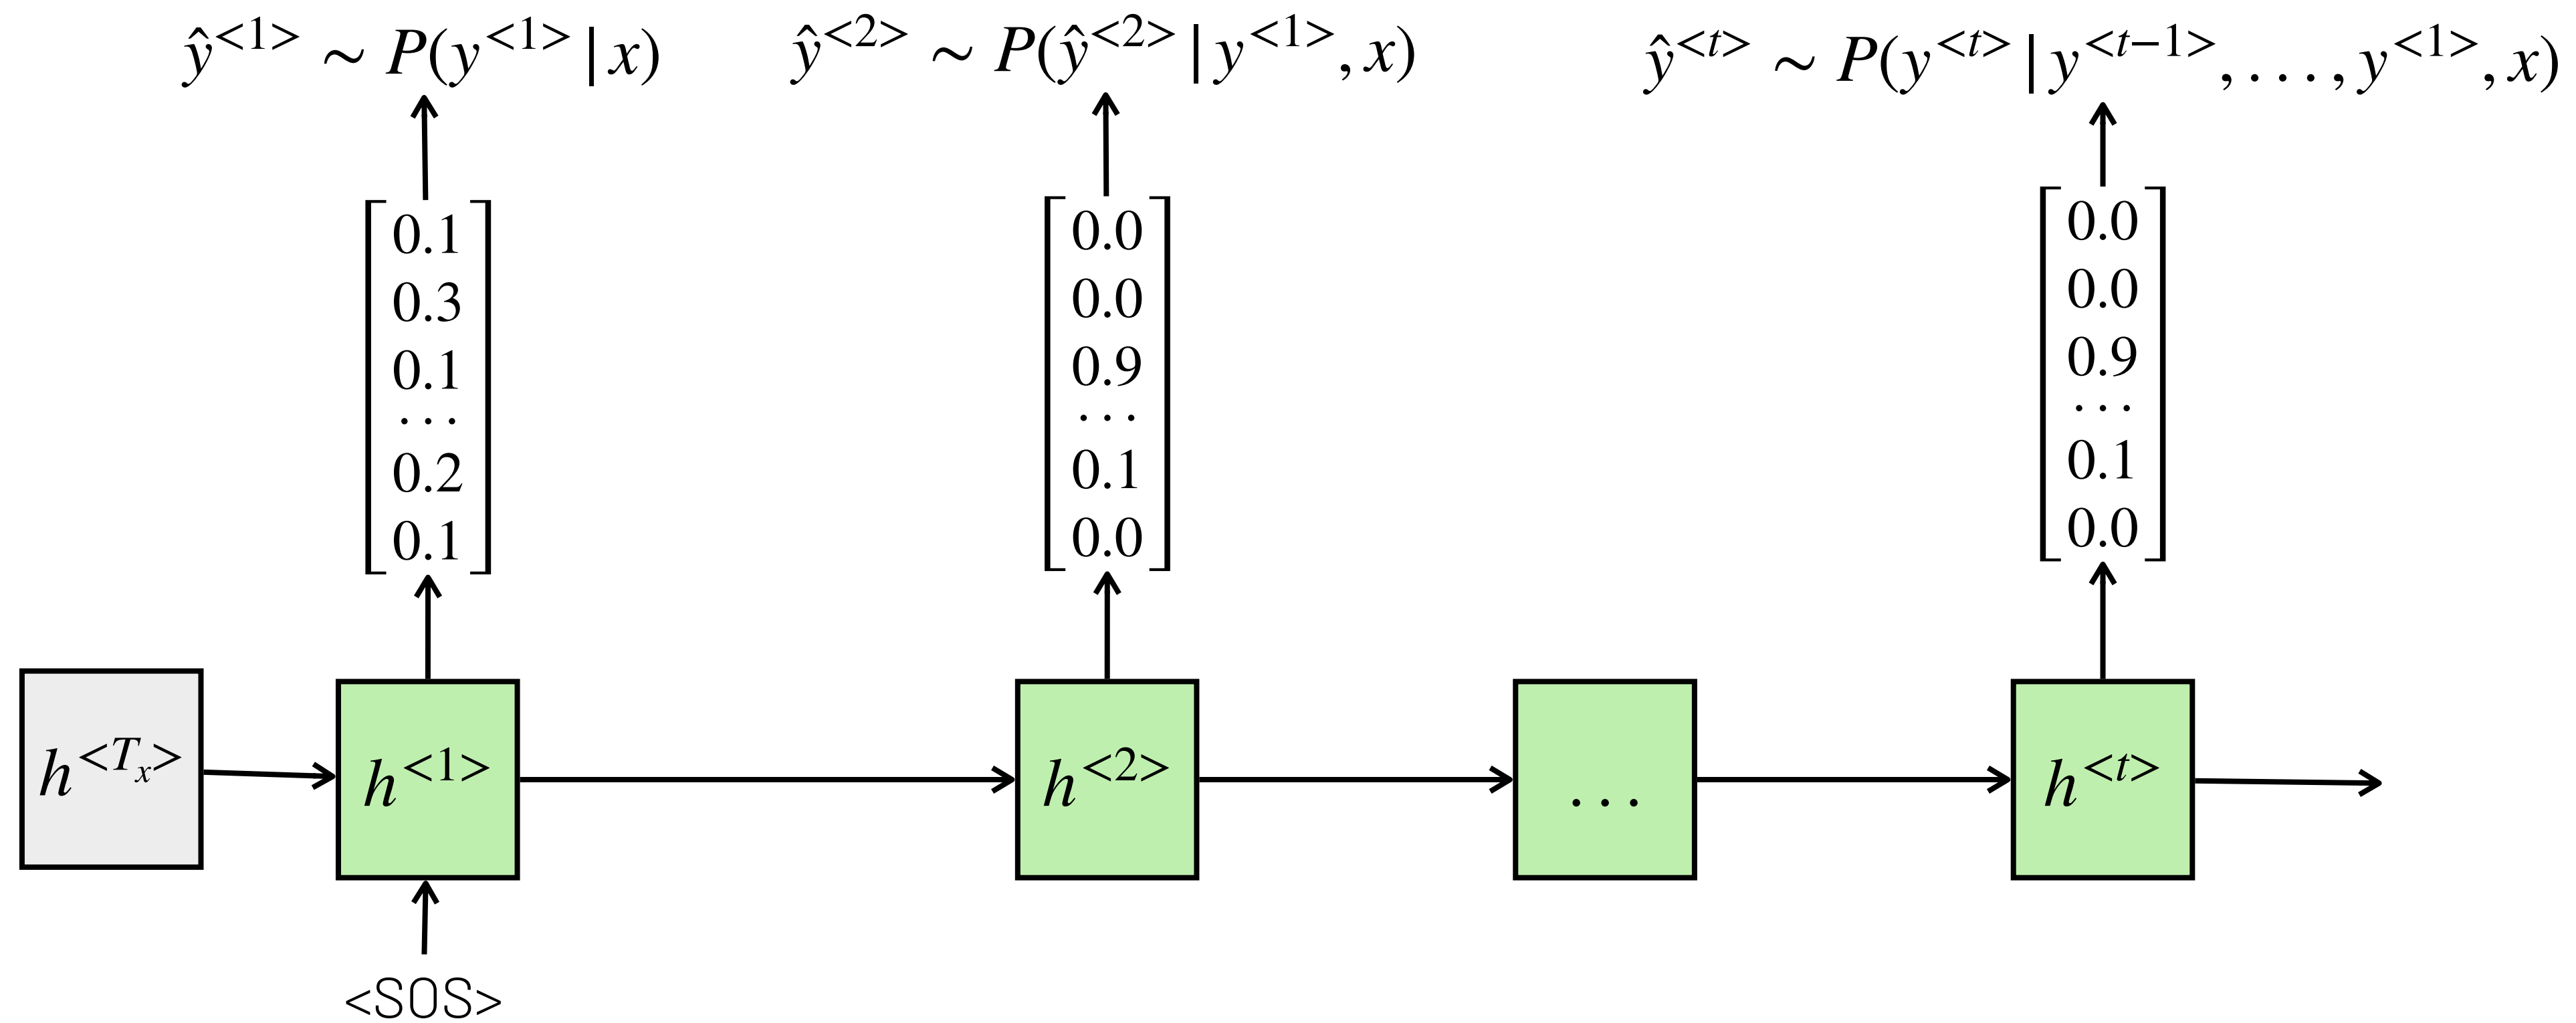 ŷ<1> ~ P(y<1> | x)
ŷ<2> ~ P(ŷ<2> | y<1>, x)
ŷ<t> ~ P(y<t> | y<t−1>, . . . , y<1>, x)
0.1
0.3
0.1
...
0.2
0.1
0.0
0.0
0.9
...
0.1
0.0
0.0
0.0
0.9
...
0.1
0.0
h<Tx>
h<1>
h<2>
...
h<t>
<SOS>